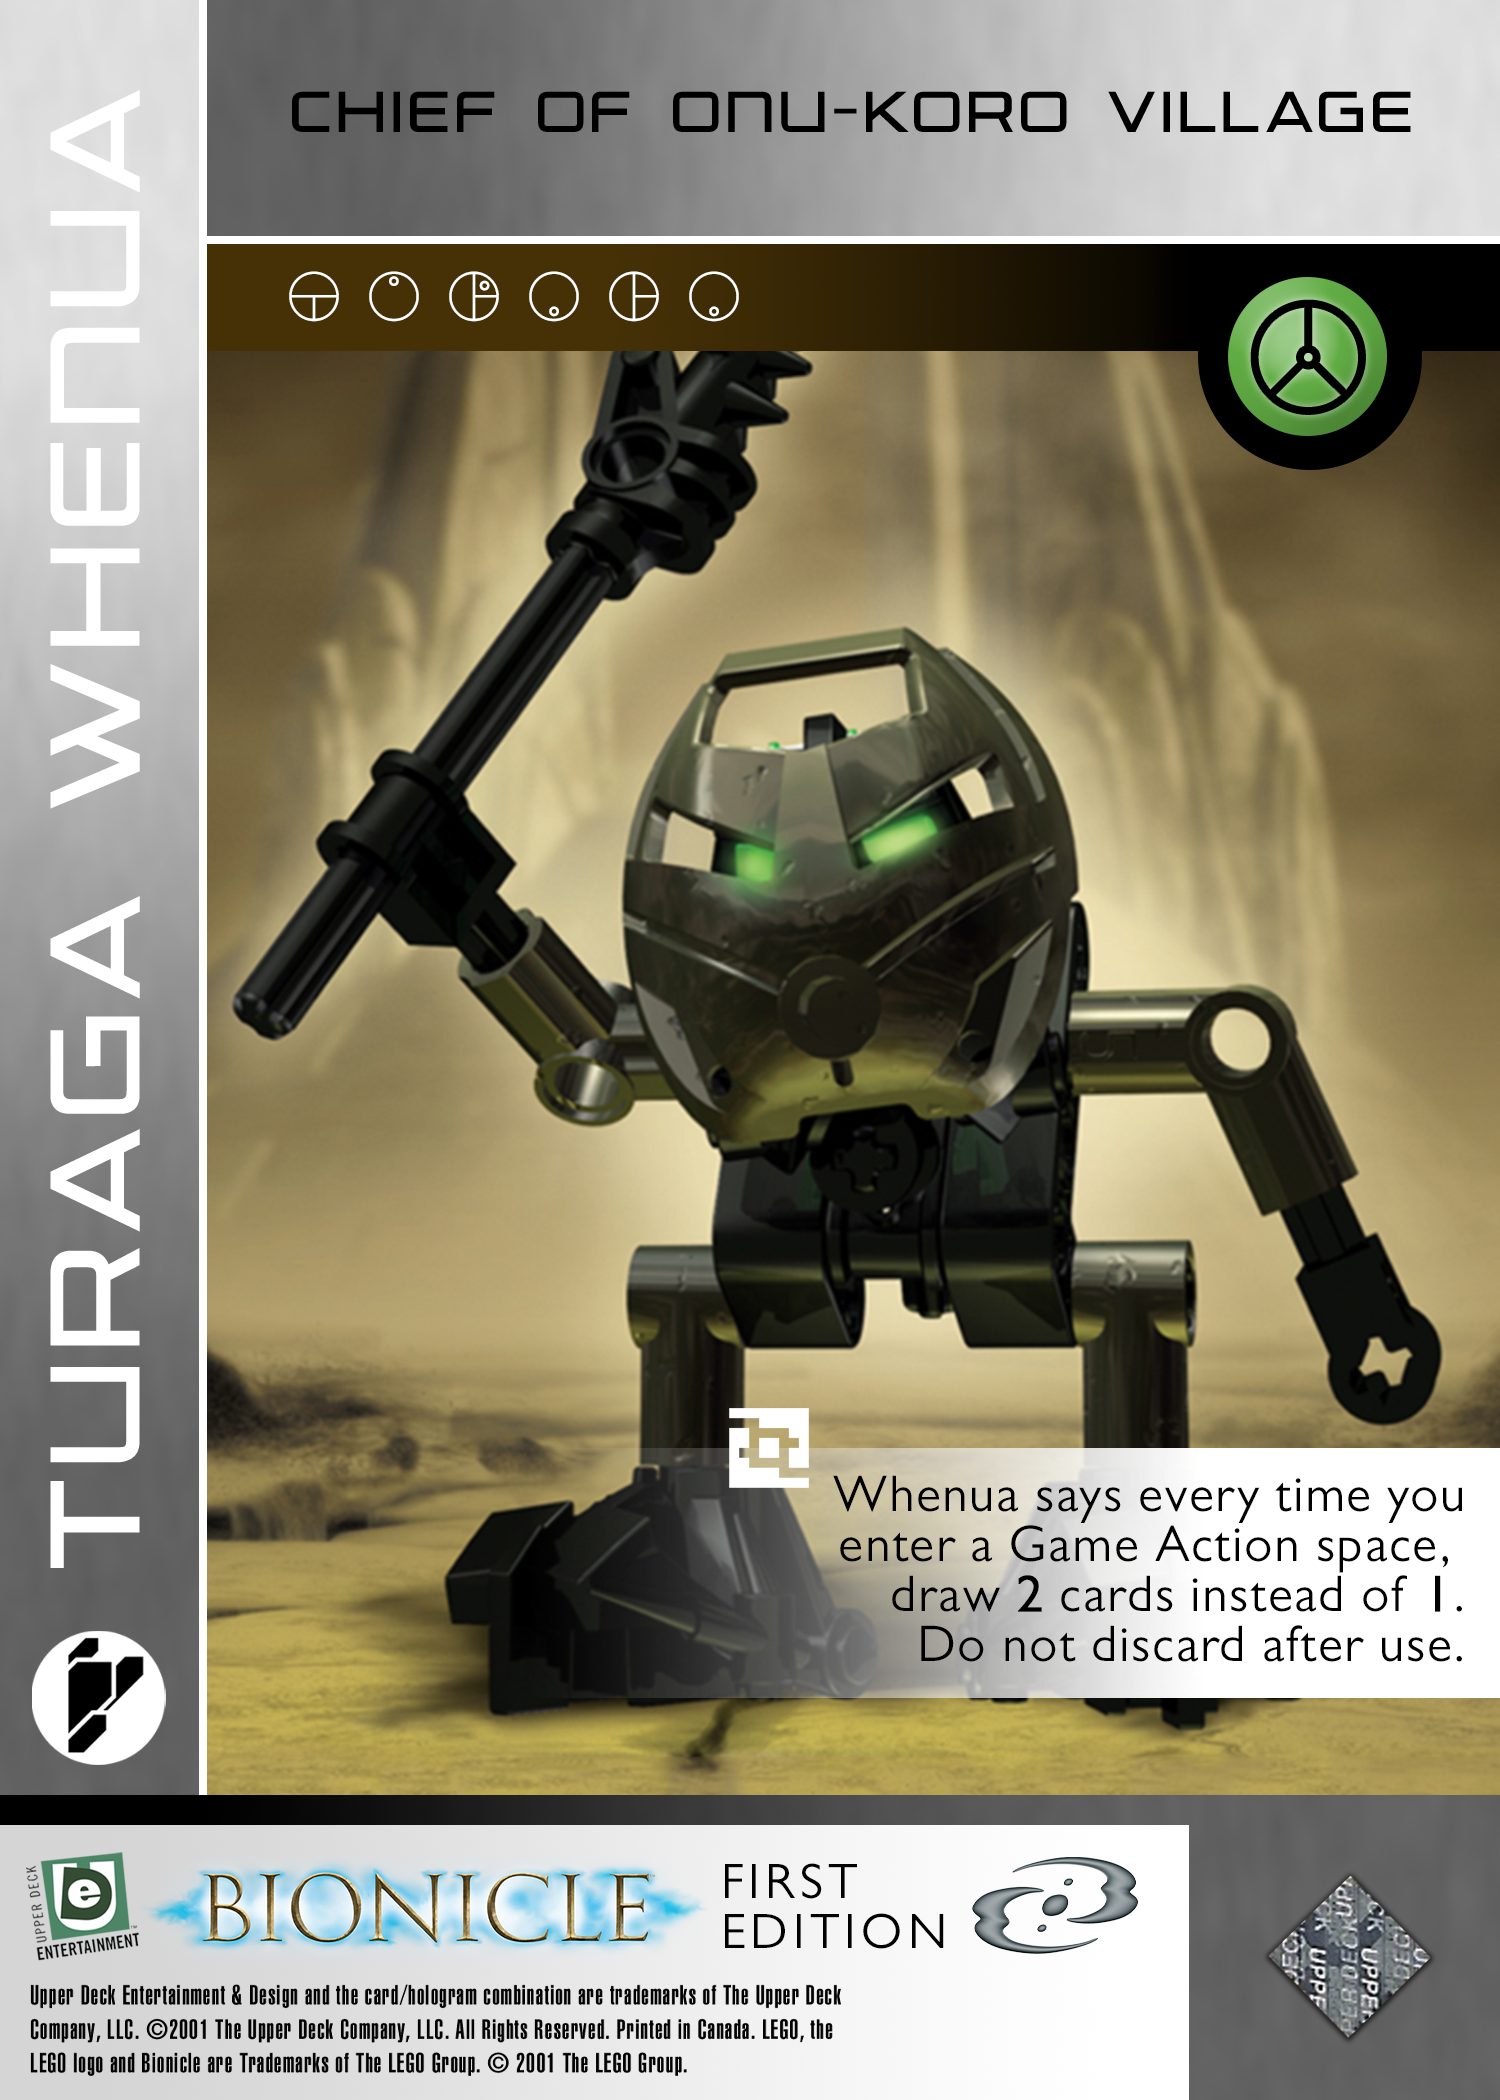 CHIEF OF ONU-KORO VILLAGE
TURAGA WHENUA
Whenua says every time you
enter a Game Action space,
draw 2 cards instead of 1.
Do not discard after use.
UPPER DECK
e
ENTERTAINMENT
BIONICLE
FIRST
EDITION
Upper Deck Entertainment & Design and the card/hologram combination are trademarks of The Upper Deck
Company, LLC. ©2001 The Upper Deck Company, LLC. All Rights Reserved. Printed in Canada. LEGO, the
LEGO logo and Bionicle are Trademarks of The LEGO Group. © 2001 The LEGO Group.